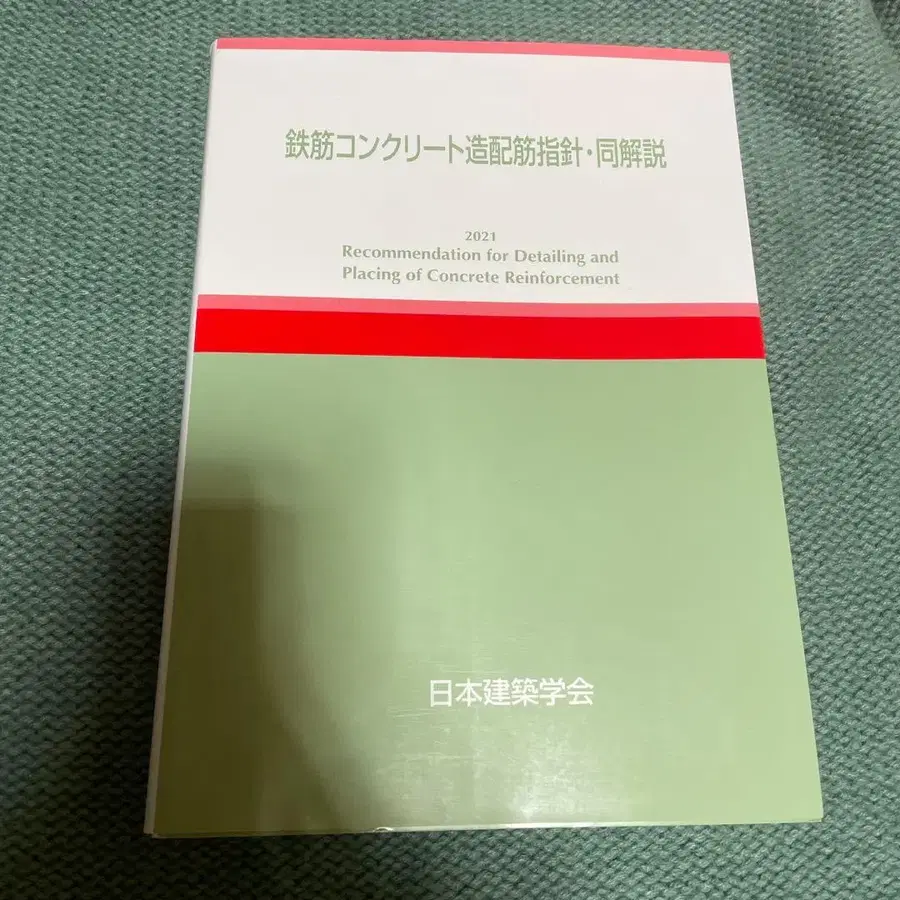 鉄筋コンクリート造配筋指針・同解説
2021
Recommendation for Detailing and
Placing of Concrete Reinforcement
日本建築学会